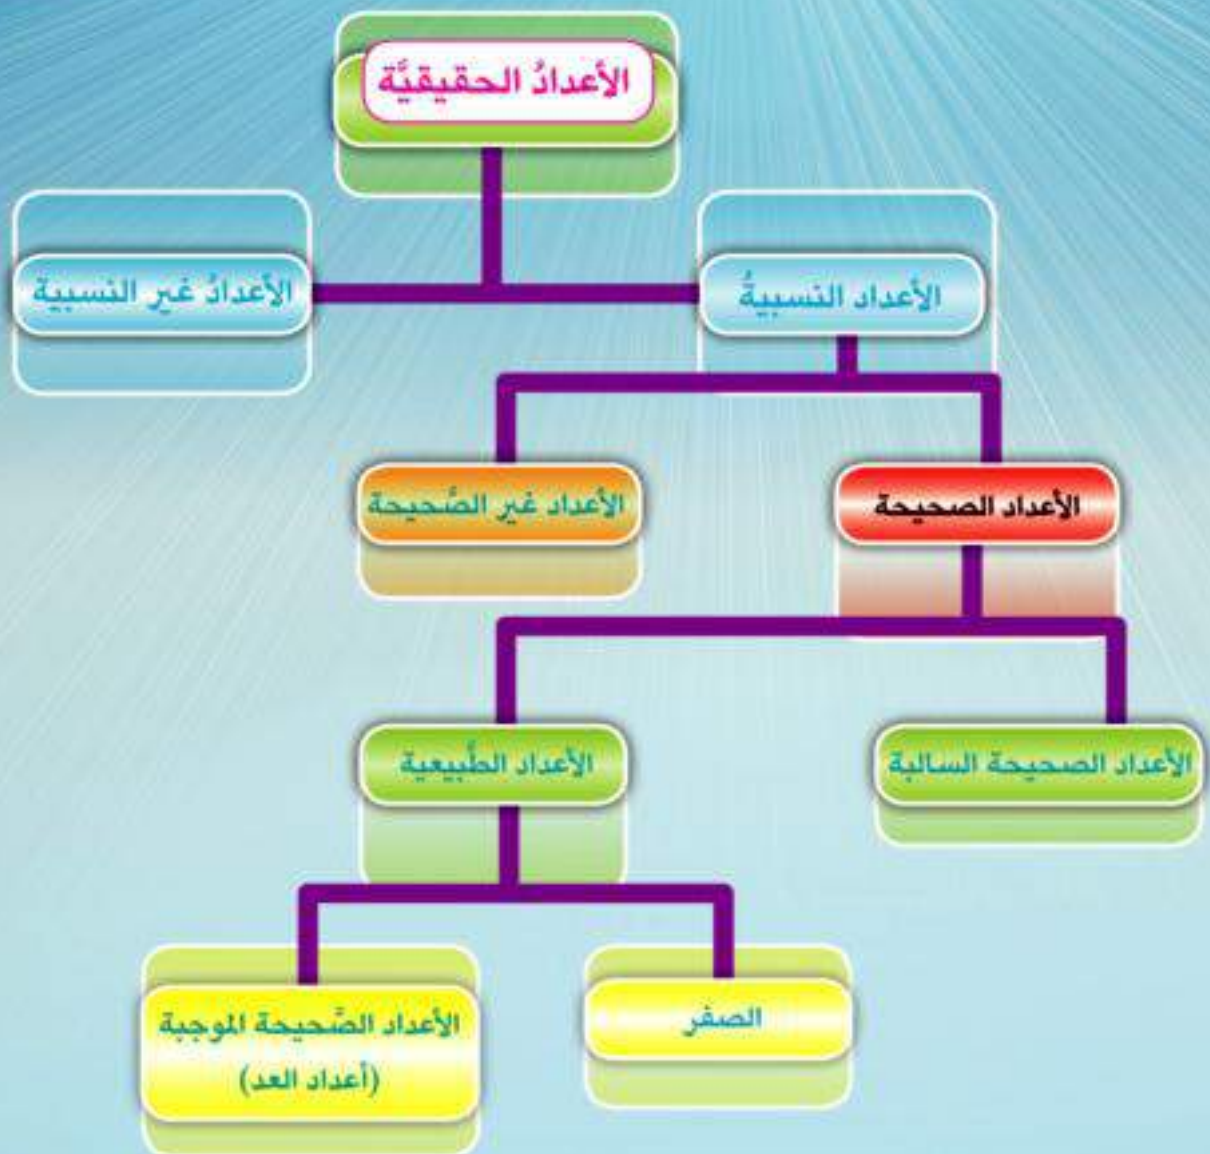 الأعدادُ الحقيقيَّة
الأعداد النسبيةُ
الأعدادُ غير النسبية
الأعداد الصحيحة
الأعداد غير الصَّحيحة
الأعداد الصحيحة السالبة
الأعداد الطَّبيعية
الصفر
الأعداد الصَّحيحة الموجبة
(أعداد العد)